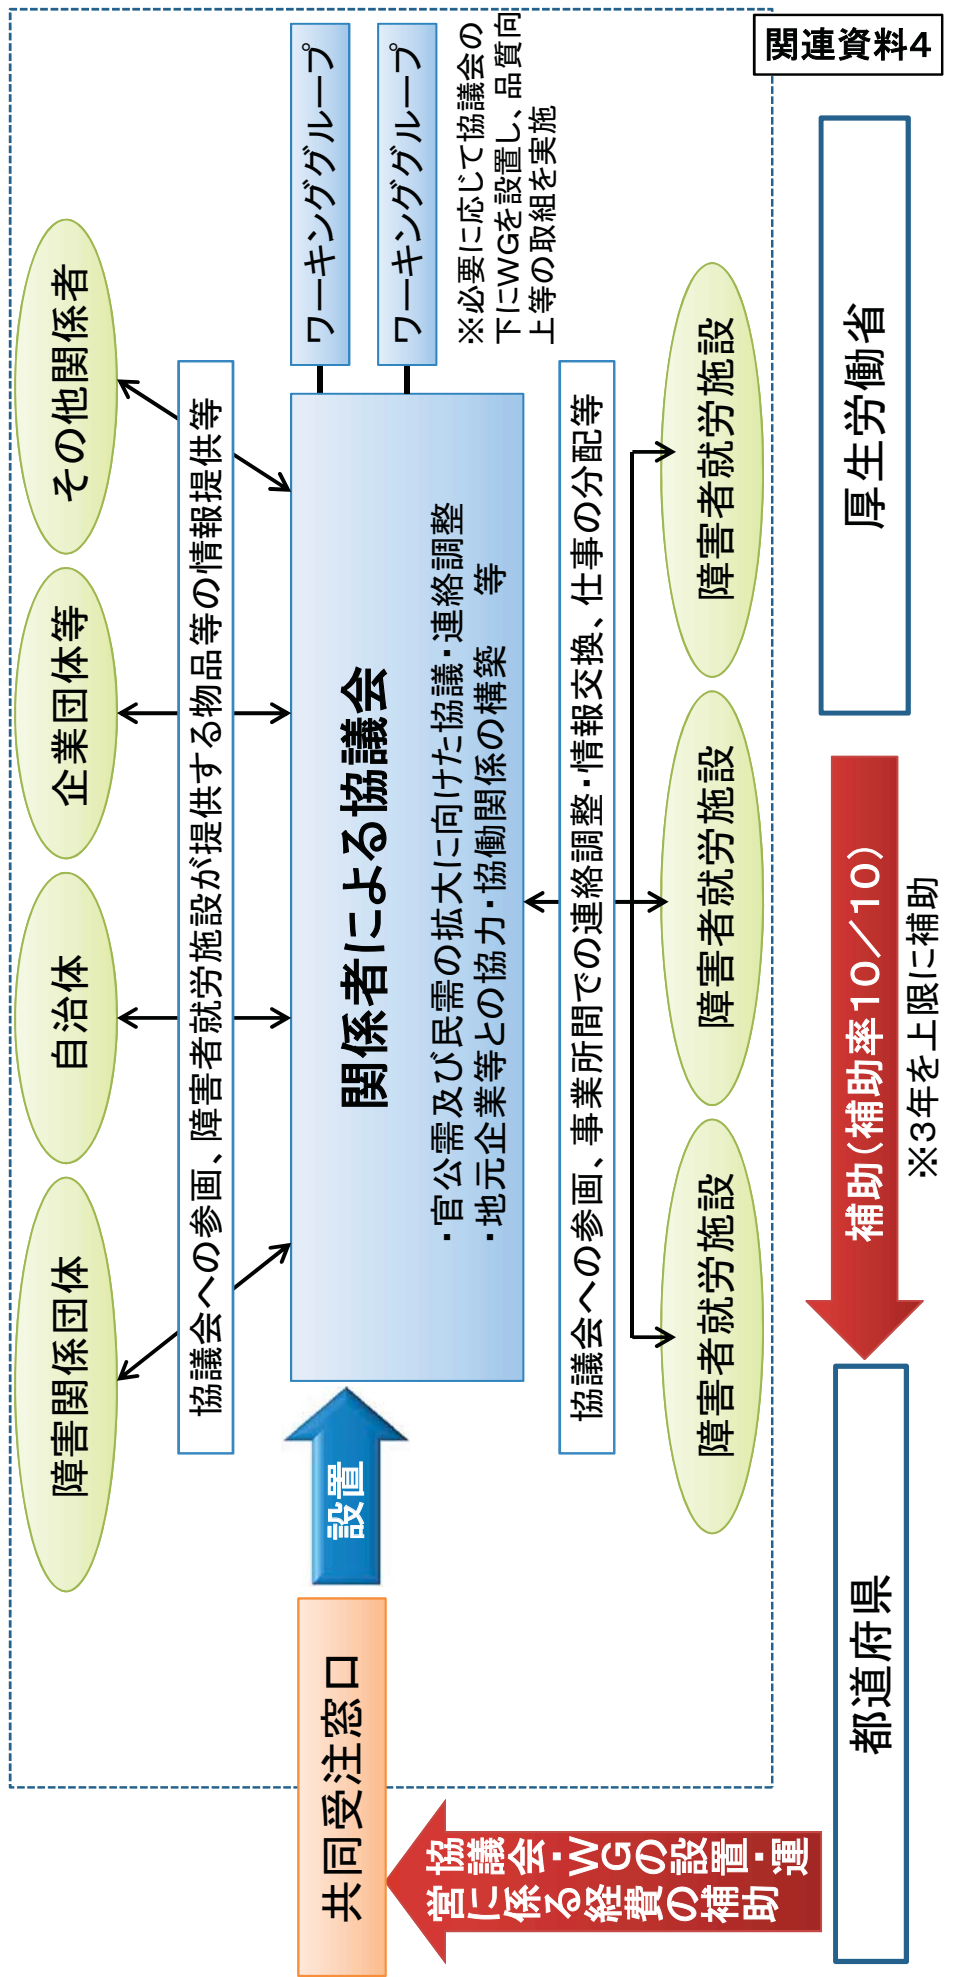 関連資料4
障害関係団体
自治体
企業団体等
その他関係者
協議会への参画、障害者就労施設が提供する物品等の情報提供等
共同受注窓口
設置
関係者による協議会
・官公需及び民需の拡大に向けた協議・連絡調整
・地元企業等との協力・協働関係の構築　等
ワーキンググループ
ワーキンググループ
※必要に応じて協議会の
下にWGを設置し、品質向
上等の取組を実施
協議会への参画、事業所間での連絡調整・情報交換、仕事の分配等
障害者就労施設
障害者就労施設
障害者就労施設
協議会・WGの設置・運
営に係る経費の補助
都道府県
補助（補助率１０／１０）
※３年を上限に補助
厚生労働省